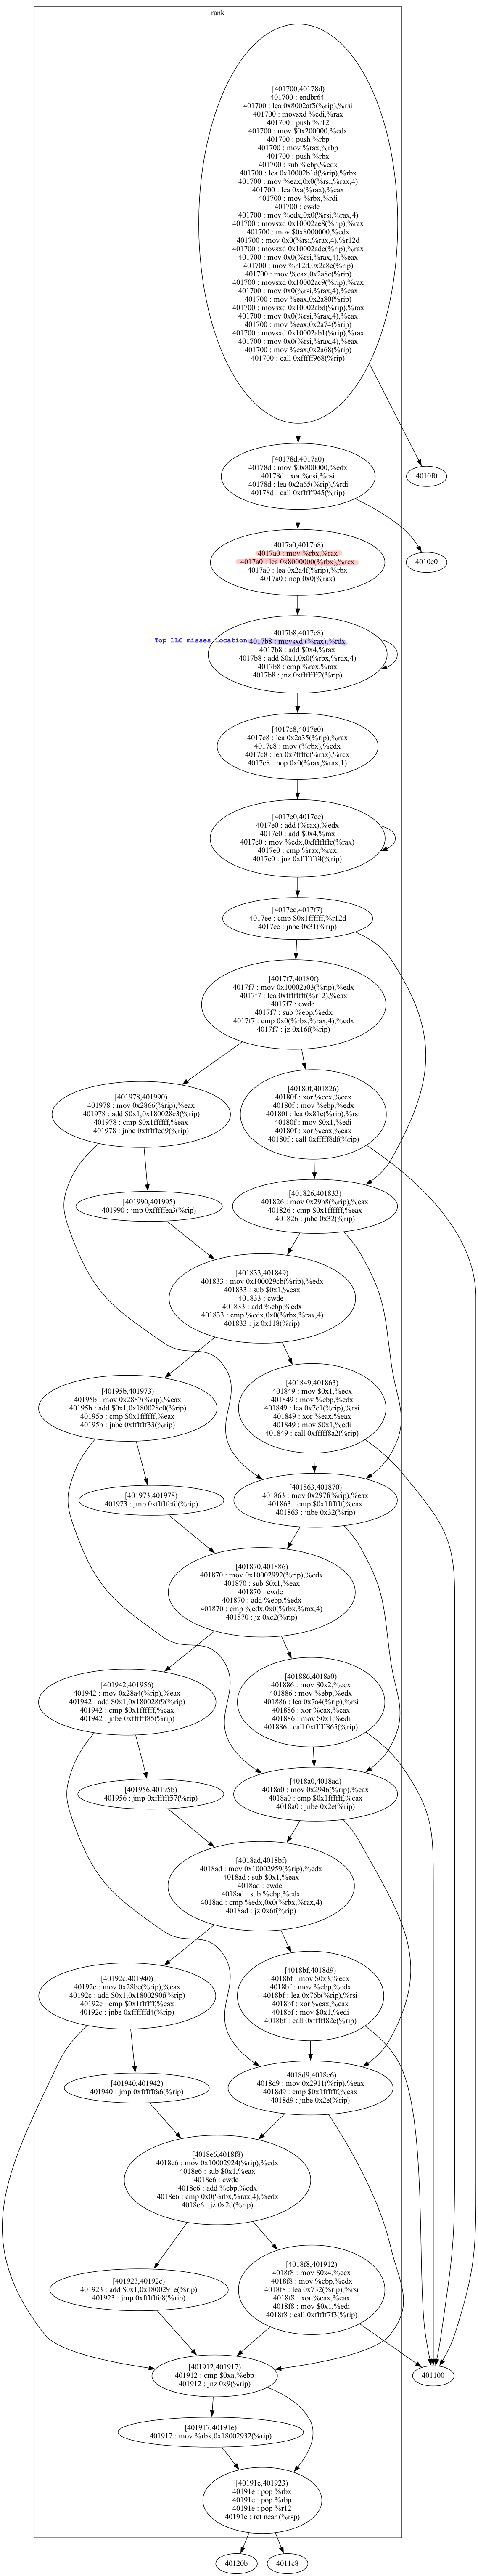 rank
[401700,40178d)
401700 : endbr64
401700 : lea 0x8002af5(%rip),%rsi
401700 : movsxd %edi,%rax
401700 : push %r12
401700 : mov $0x200000,%edx
401700 : push %rbp
401700 : mov %rax,%rbp
401700 : push %rbx
401700 : sub %ebp,%edx
401700 : lea 0x10002b1d(%rip),%rbx
401700 : mov %eax,0x0(%rsi,%rax,4)
401700 : lea 0xa(%rax),%eax
401700 : mov %rbx,%rdi
401700 : cwde
401700 : mov %edx,0x0(%rsi,%rax,4)
401700 : movsxd 0x10002ae8(%rip),%rax
401700 : mov $0x8000000,%edx
401700 : mov 0x0(%rsi,%rax,4),%r12d
401700 : movsxd 0x10002adc(%rip),%rax
401700 : mov 0x0(%rsi,%rax,4),%eax
401700 : mov %r12d,0x2a8e(%rip)
401700 : mov %eax,0x2a8c(%rip)
401700 : movsxd 0x10002ac9(%rip),%rax
401700 : mov 0x0(%rsi,%rax,4),%eax
401700 : mov %eax,0x2a80(%rip)
401700 : movsxd 0x10002abd(%rip),%rax
401700 : mov 0x0(%rsi,%rax,4),%eax
401700 : mov %eax,0x2a74(%rip)
401700 : movsxd 0x10002ab1(%rip),%rax
401700 : mov 0x0(%rsi,%rax,4),%eax
401700 : mov %eax,0x2a68(%rip)
401700 : call 0xfffff968(%rip)
[40178d,4017a0)
40178d : mov $0x800000,%edx
40178d : xor %esi,%esi
40178d : lea 0x2a65(%rip),%rdi
40178d : call 0xfffff945(%rip)
4010f0
[4017a0,4017b8)
4017a0 : mov %rbx,%rax
4017a0 : lea 0x8000000(%rbx),%rcx
4017a0 : lea 0x2a4f(%rip),%rbx
4017a0 : nop 0x0(%rax)
4010e0
Top LLC misses location
[4017b8,4017c8)
4017b8 : movsxd (%rax),%rdx
4017b8 : add $0x4,%rax
4017b8 : add $0x1,0x0(%rbx,%rdx,4)
4017b8 : cmp %rcx,%rax
4017b8 : jnz 0xfffffff2(%rip)
[4017c8,4017e0)
4017c8 : lea 0x2a35(%rip),%rax
4017c8 : mov (%rbx),%edx
4017c8 : lea 0x7ffffc(%rax),%rcx
4017c8 : nop 0x0(%rax,%rax,1)
[4017e0,4017ee)
4017e0 : add (%rax),%edx
4017e0 : add $0x4,%rax
4017e0 : mov %edx,0xfffffffc(%rax)
4017e0 : cmp %rax,%rcx
4017e0 : jnz 0xfffffff4(%rip)
[4017ee,4017f7)
4017ee : cmp $0x1fffff,%r12d
4017ee : jnbe 0x31(%rip)
[4017f7,40180f)
4017f7 : mov 0x10002a03(%rip),%edx
4017f7 : lea 0xffffffff(%r12),%eax
4017f7 : cwde
4017f7 : sub %ebp,%edx
4017f7 : cmp 0x0(%rbx,%rax,4),%edx
4017f7 : jz 0x16f(%rip)
[401978,401990)
401978 : mov 0x2866(%rip),%eax
401978 : add $0x1,0x180028c3(%rip)
401978 : cmp $0x1fffff,%eax
401978 : jnbe 0xfffffed9(%rip)
[40180f,401826)
40180f : xor %ecx,%ecx
40180f : mov %ebp,%edx
40180f : lea 0x81e(%rip),%rsi
40180f : mov $0x1,%edi
40180f : xor %eax,%eax
40180f : call 0xfffff8df(%rip)
[401990,401995)
401990 : jmp 0xfffffea3(%rip)
[401826,401833)
401826 : mov 0x29b8(%rip),%eax
401826 : cmp $0x1fffff,%eax
401826 : jnbe 0x32(%rip)
[401833,401849)
401833 : mov 0x100029cb(%rip),%edx
401833 : sub $0x1,%eax
401833 : cwde
401833 : add %ebp,%edx
401833 : cmp %edx,0x0(%rbx,%rax,4)
401833 : jz 0x118(%rip)
[40195b,401973)
40195b : mov 0x2887(%rip),%eax
40195b : add $0x1,0x180028e0(%rip)
40195b : cmp $0x1fffff,%eax
40195b : jnbe 0xffffff33(%rip)
[401849,401863)
401849 : mov $0x1,%ecx
401849 : mov %ebp,%edx
401849 : lea 0x7e1(%rip),%rsi
401849 : xor %eax,%eax
401849 : mov $0x1,%edi
401849 : call 0xfffff8a2(%rip)
[401973,401978)
401973 : jmp 0xfffffefd(%rip)
[401863,401870)
401863 : mov 0x297f(%rip),%eax
401863 : cmp $0x1fffff,%eax
401863 : jnbe 0x32(%rip)
[401870,401886)
401870 : mov 0x10002992(%rip),%edx
401870 : sub $0x1,%eax
401870 : cwde
401870 : add %ebp,%edx
401870 : cmp %edx,0x0(%rbx,%rax,4)
401870 : jz 0xc2(%rip)
[401942,401956)
401942 : mov 0x28a4(%rip),%eax
401942 : add $0x1,0x180028f9(%rip)
401942 : cmp $0x1fffff,%eax
401942 : jnbe 0xffffff85(%rip)
[401886,4018a0)
401886 : mov $0x2,%ecx
401886 : mov %ebp,%edx
401886 : lea 0x7a4(%rip),%rsi
401886 : xor %eax,%eax
401886 : mov $0x1,%edi
401886 : call 0xfffff865(%rip)
[401956,40195b)
401956 : jmp 0xffffff57(%rip)
[4018a0,4018ad)
4018a0 : mov 0x2946(%rip),%eax
4018a0 : cmp $0x1fffff,%eax
4018a0 : jnbe 0x2e(%rip)
[4018ad,4018bf)
4018ad : mov 0x10002959(%rip),%edx
4018ad : sub $0x1,%eax
4018ad : cwde
4018ad : sub %ebp,%edx
4018ad : cmp %edx,0x0(%rbx,%rax,4)
4018ad : jz 0x6f(%rip)
[40192c,401940)
40192c : mov 0x28be(%rip),%eax
40192c : add $0x1,0x1800290f(%rip)
40192c : cmp $0x1fffff,%eax
40192c : jnbe 0xffffffd4(%rip)
[4018bf,4018d9)
4018bf : mov $0x3,%ecx
4018bf : mov %ebp,%edx
4018bf : lea 0x76b(%rip),%rsi
4018bf : xor %eax,%eax
4018bf : mov $0x1,%edi
4018bf : call 0xfffff82c(%rip)
[401940,401942)
401940 : jmp 0xffffffa6(%rip)
[4018d9,4018e6)
4018d9 : mov 0x2911(%rip),%eax
4018d9 : cmp $0x1fffff,%eax
4018d9 : jnbe 0x2e(%rip)
[4018e6,4018f8)
4018e6 : mov 0x10002924(%rip),%edx
4018e6 : sub $0x1,%eax
4018e6 : cwde
4018e6 : add %ebp,%edx
4018e6 : cmp 0x0(%rbx,%rax,4),%edx
4018e6 : jz 0x2d(%rip)
[401923,40192c)
401923 : add $0x1,0x1800291e(%rip)
401923 : jmp 0xffffffe8(%rip)
[4018f8,401912)
4018f8 : mov $0x4,%ecx
4018f8 : mov %ebp,%edx
4018f8 : lea 0x732(%rip),%rsi
4018f8 : xor %eax,%eax
4018f8 : mov $0x1,%edi
4018f8 : call 0xfffff7f3(%rip)
[401912,401917)
401912 : cmp $0xa,%ebp
401912 : jnz 0x9(%rip)
401100
[401917,40191e)
401917 : mov %rbx,0x18002932(%rip)
[40191e,401923)
40191e : pop %rbx
40191e : pop %rbp
40191e : pop %r12
40191e : ret near (%rsp)
40120b
4011c8